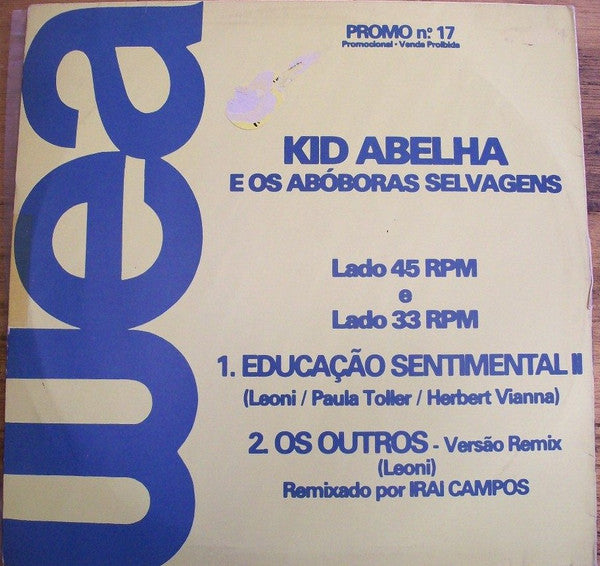 wea
PROMO nº 17
Promocional • Venda Proibida
KID ABELHA
E OS ABÓBORAS SELVAGENS
Lado 45 RPM
e
Lado 33 RPM
1. EDUCAÇÃO SENTIMENTAL II
(Leoni / Paula Toller / Herbert Vianna)
2. OS OUTROS - Versão Remix
(Leoni)
Remixado por IRAI CAMPOS